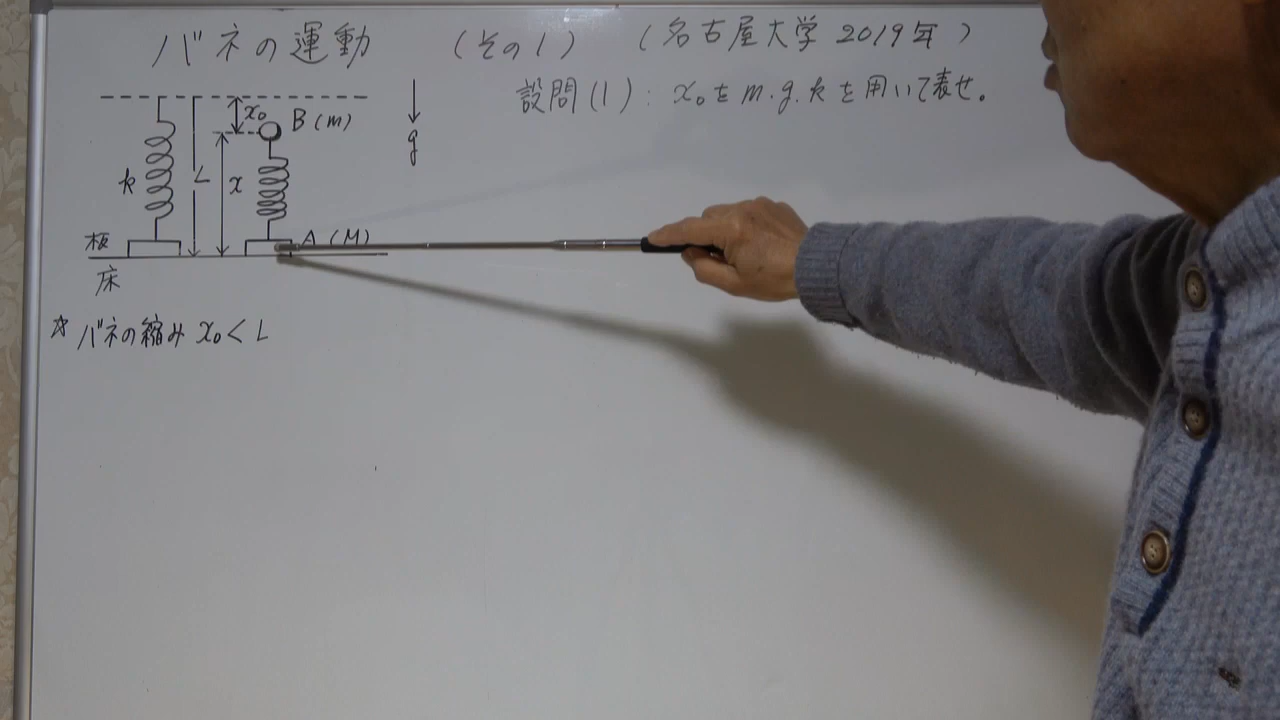 バネの運動 (その1) (名古屋大学 2019年)
設問(1): x₀をm.g.kを用いて表せ。
x₀
B(m)
g
k
L
x
板
A(M)
床
☆バネの縮み x₀<L